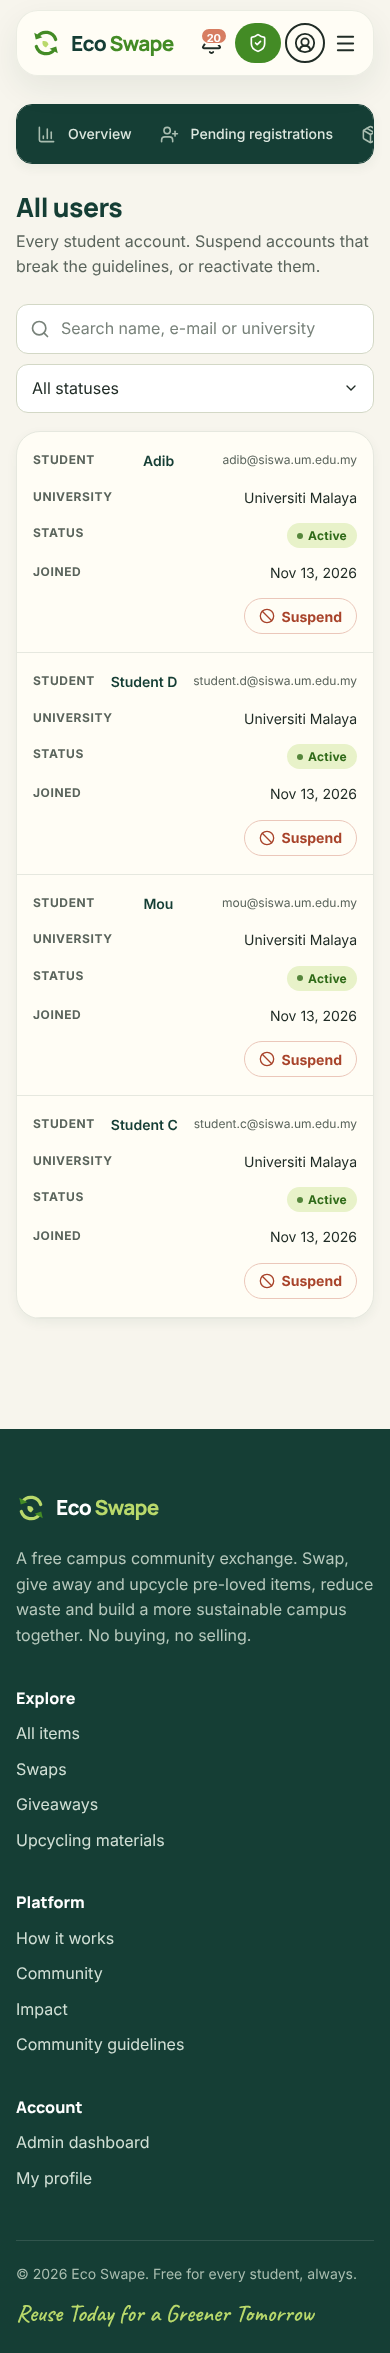 Eco Swape 20
Overview Pending registrations
All users
Every student account. Suspend accounts that
break the guidelines, or reactivate them.
Search name, e-mail or university
All statuses
STUDENT Adib adib@siswa.um.edu.my
UNIVERSITY Universiti Malaya
STATUS Active
JOINED Nov 13, 2026
Suspend
STUDENT Student D student.d@siswa.um.edu.my
UNIVERSITY Universiti Malaya
STATUS Active
JOINED Nov 13, 2026
Suspend
STUDENT Mou mou@siswa.um.edu.my
UNIVERSITY Universiti Malaya
STATUS Active
JOINED Nov 13, 2026
Suspend
STUDENT Student C student.c@siswa.um.edu.my
UNIVERSITY Universiti Malaya
STATUS Active
JOINED Nov 13, 2026
Suspend
Eco Swape
A free campus community exchange. Swap,
give away and upcycle pre-loved items, reduce
waste and build a more sustainable campus
together. No buying, no selling.
Explore
All items
Swaps
Giveaways
Upcycling materials
Platform
How it works
Community
Impact
Community guidelines
Account
Admin dashboard
My profile
© 2026 Eco Swape. Free for every student, always.
Reuse Today for a Greener Tomorrow